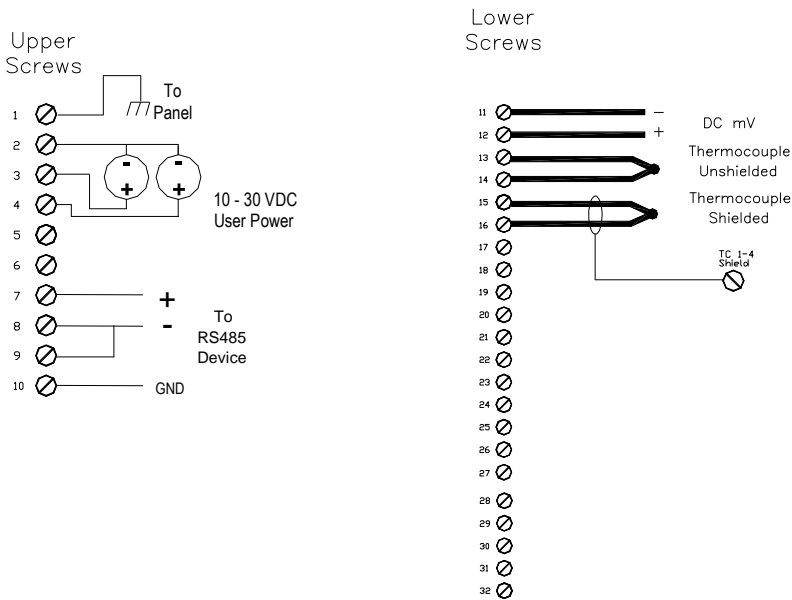 Upper
Screws
To
Panel
1
2
3
4
5
6
7
8
9
10
-
-
+
+
10 - 30 VDC
User Power
+
-
To
RS485
Device
GND
Lower
Screws
11
12
13
14
15
16
17
18
19
20
21
22
23
24
25
26
27
28
29
30
31
32
-
+
DC mV
Thermocouple
Unshielded
Thermocouple
Shielded
TC 1-4
Shield